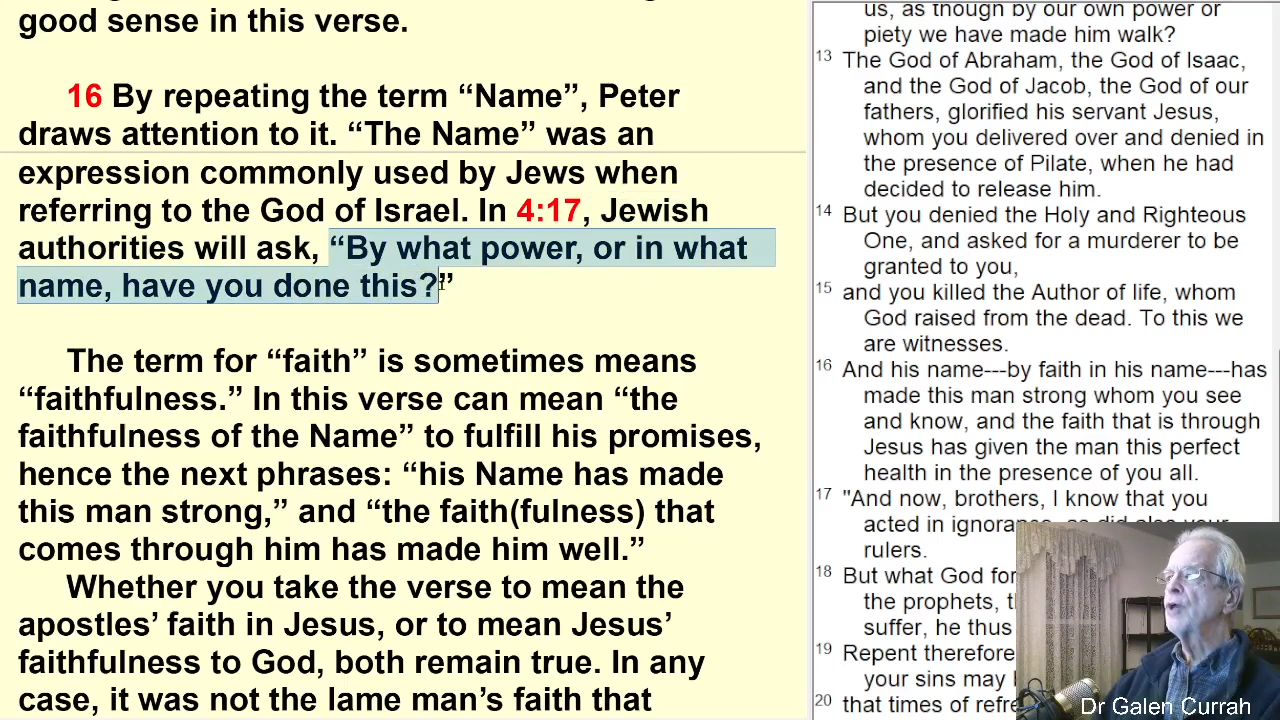 good sense in this verse.
16 By repeating the term “Name”, Peter
draws attention to it. “The Name” was an
expression commonly used by Jews when
referring to the God of Israel. In 4:17, Jewish
authorities will ask, “By what power, or in what
name, have you done this?”
The term for “faith” is sometimes means
“faithfulness.” In this verse can mean “the
faithfulness of the Name” to fulfill his promises,
hence the next phrases: “his Name has made
this man strong,” and “the faith(fulness) that
comes through him has made him well.”
Whether you take the verse to mean the
apostles’ faith in Jesus, or to mean Jesus’
faithfulness to God, both remain true. In any
case, it was not the lame man’s faith that
us, as though by our own power or
piety we have made him walk?
13 The God of Abraham, the God of Isaac,
and the God of Jacob, the God of our
fathers, glorified his servant Jesus,
whom you delivered over and denied in
the presence of Pilate, when he had
decided to release him.
14 But you denied the Holy and Righteous
One, and asked for a murderer to be
granted to you,
15 and you killed the Author of life, whom
God raised from the dead. To this we
are witnesses.
16 And his name---by faith in his name---has
made this man strong whom you see
and know, and the faith that is through
Jesus has given the man this perfect
health in the presence of you all.
17 "And now, brothers, I know that you
acted in ignorance, as did also your
rulers.
18 But what God for
the prophets, th
suffer, he thus
19 Repent therefore
your sins may
20 that times of refre
Dr Galen Currah